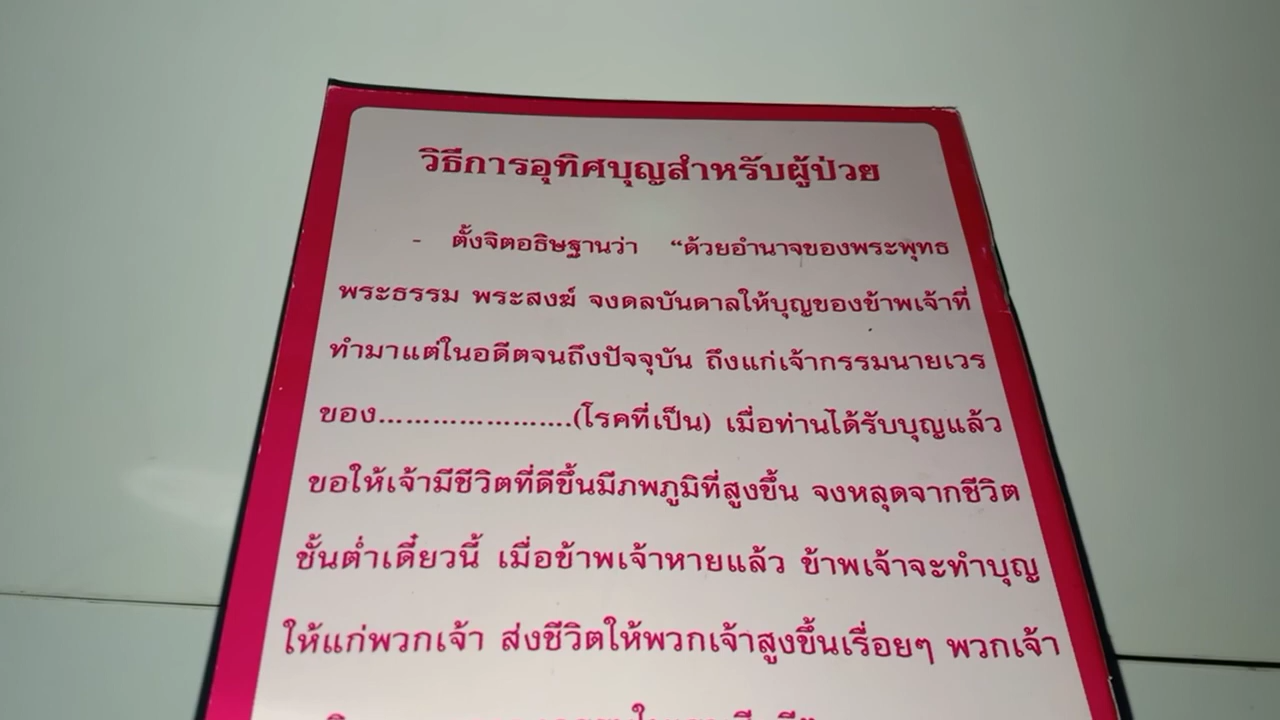 วิธีการอุทิศบุญสำหรับผู้ป่วย
- ตั้งจิตอธิษฐานว่า “ด้วยอำนาจของพระพุทธ
พระธรรม พระสงฆ์ จงดลบันดาลให้บุญของข้าพเจ้าที่
ทำมาแต่ในอดีตจนถึงปัจจุบัน ถึงแก่เจ้ากรรมนายเวร
ของ......................(โรคที่เป็น) เมื่อท่านได้รับบุญแล้ว
ขอให้เจ้ามีชีวิตที่ดีขึ้นมีภพภูมิที่สูงขึ้น จงหลุดจากชีวิต
ชั้นต่ำเดี๋ยวนี้ เมื่อข้าพเจ้าหายแล้ว ข้าพเจ้าจะทำบุญ
ให้แก่พวกเจ้า ส่งชีวิตให้พวกเจ้าสูงขึ้นเรื่อยๆ พวกเจ้า